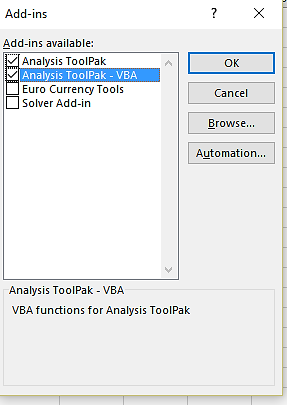 Add-ins
?
Add-ins available:
Analysis ToolPak
Analysis ToolPak - VBA
Euro Currency Tools
Solver Add-in
OK
Cancel
Browse...
Automation...
Analysis ToolPak - VBA
VBA functions for Analysis ToolPak